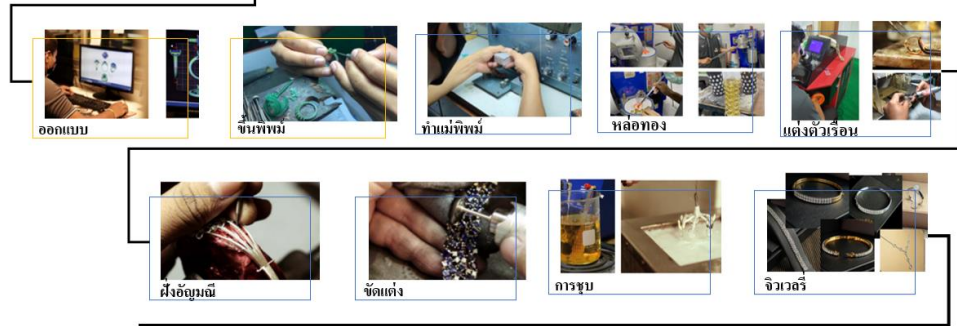 ออกแบบ
ขึ้นพิพม์
ทำแม่พิพม์
หล่อทอง
แต่งตัวเรือน
ฝังอัญมณี
ขัดแต่ง
การชุบ
จิวเวลรี่